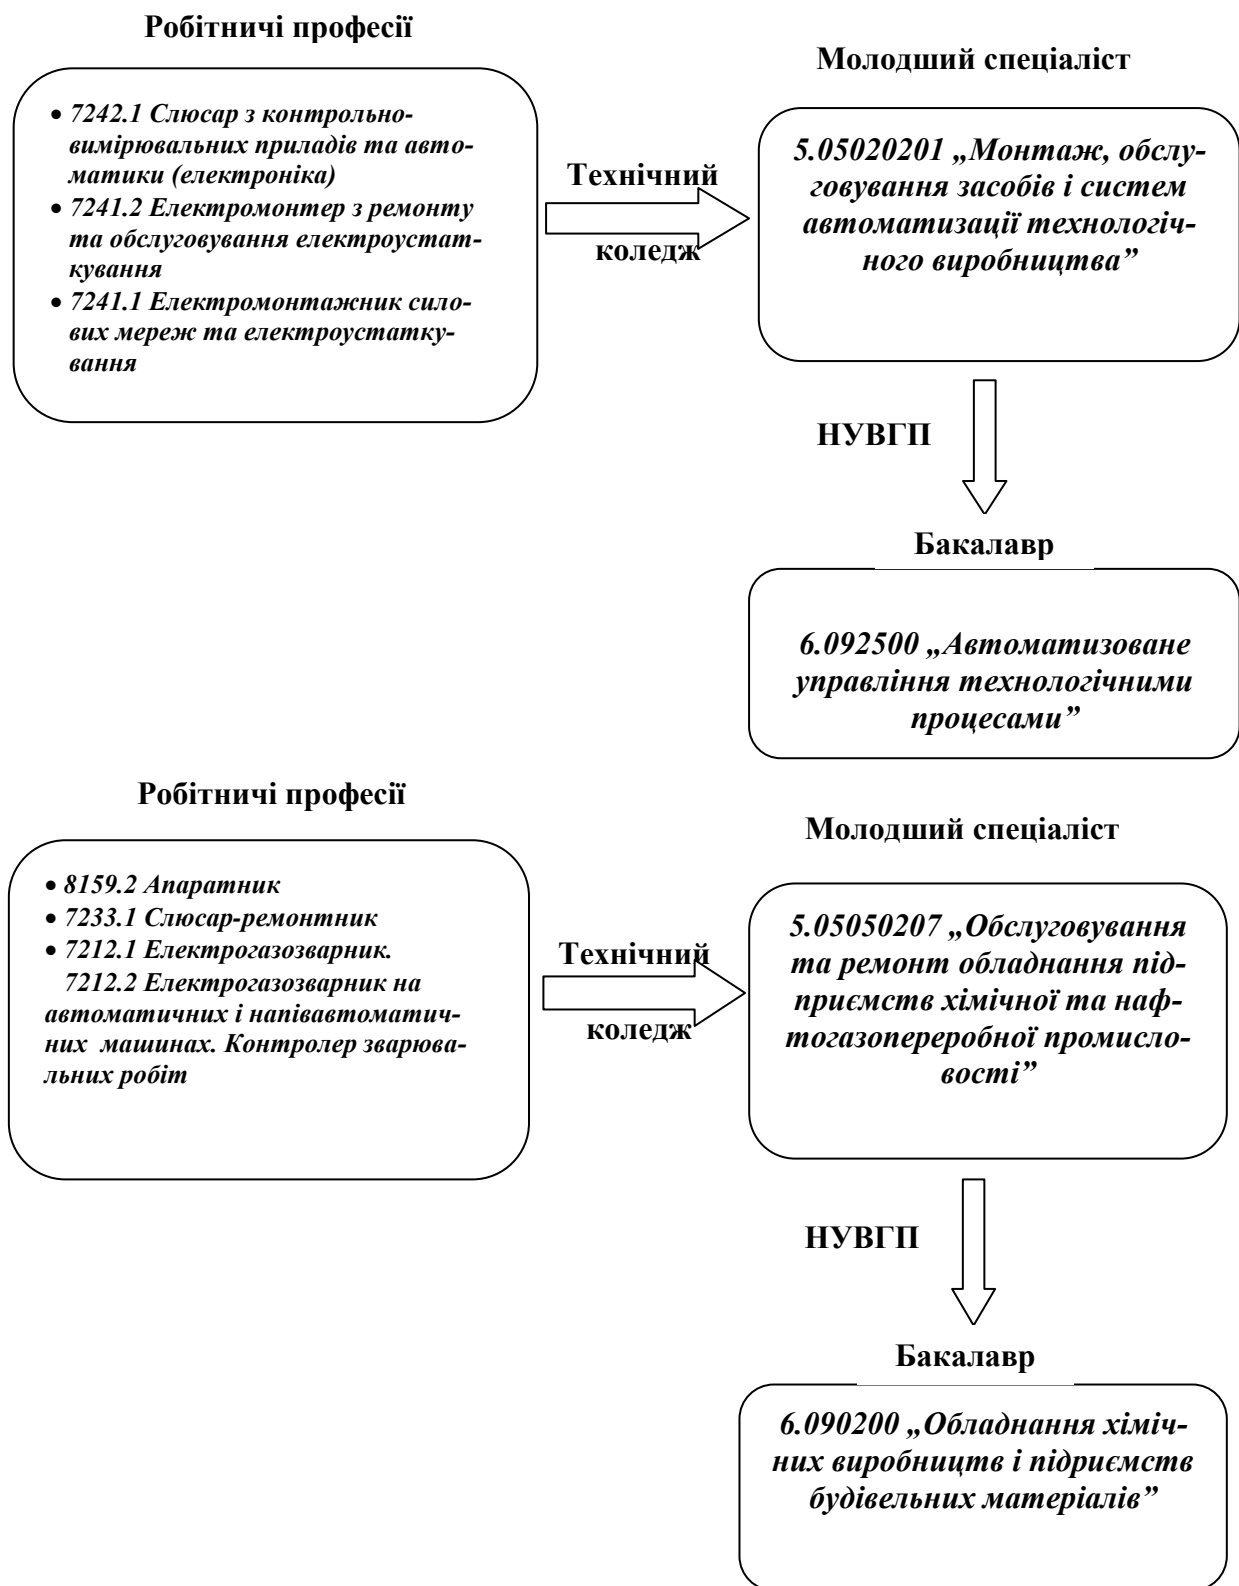 Робітничі професії
Молодший спеціаліст
• 7242.1 Слюсар з контрольно-
вимірювальних приладів та авто-
матики (електроніка)
• 7241.2 Електромонтер з ремонту
та обслуговування електроустат-
кування
• 7241.1 Електромонтажник сило-
вих мереж та електроустатку-
вання
Технічний
коледж
5.05020201 „Монтаж, обслу-
говування засобів і систем
автоматизації технологіч-
ного виробництва”
НУВГП
Бакалавр
6.092500 „Автоматизоване
управління технологічними
процесами”
Робітничі професії
Молодший спеціаліст
• 8159.2 Апаратник
• 7233.1 Слюсар-ремонтник
• 7212.1 Електрогазозварник.
7212.2 Електрогазозварник на
автоматичних і напівавтоматич-
них машинах. Контролер зварюва-
льних робіт
Технічний
коледж
5.05050207 „Обслуговування
та ремонт обладнання під-
приємств хімічної та наф-
тогазопереробної промисло-
вості”
НУВГП
Бакалавр
6.090200 „Обладнання хіміч-
них виробництв і підриємств
будівельних матеріалів”